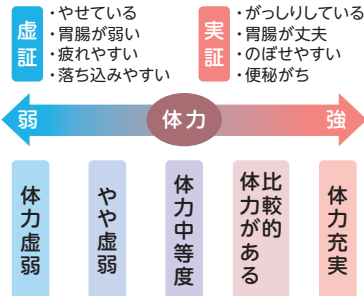 虚証
・やせている
・胃腸が弱い
・疲れやすい
・落ち込みやすい
実証
・がっしりしている
・胃腸が丈夫
・のぼせやすい
・便秘がち
弱
体力
強
体力虚弱
やや虚弱
体力中等度
比較的
体力がある
体力充実